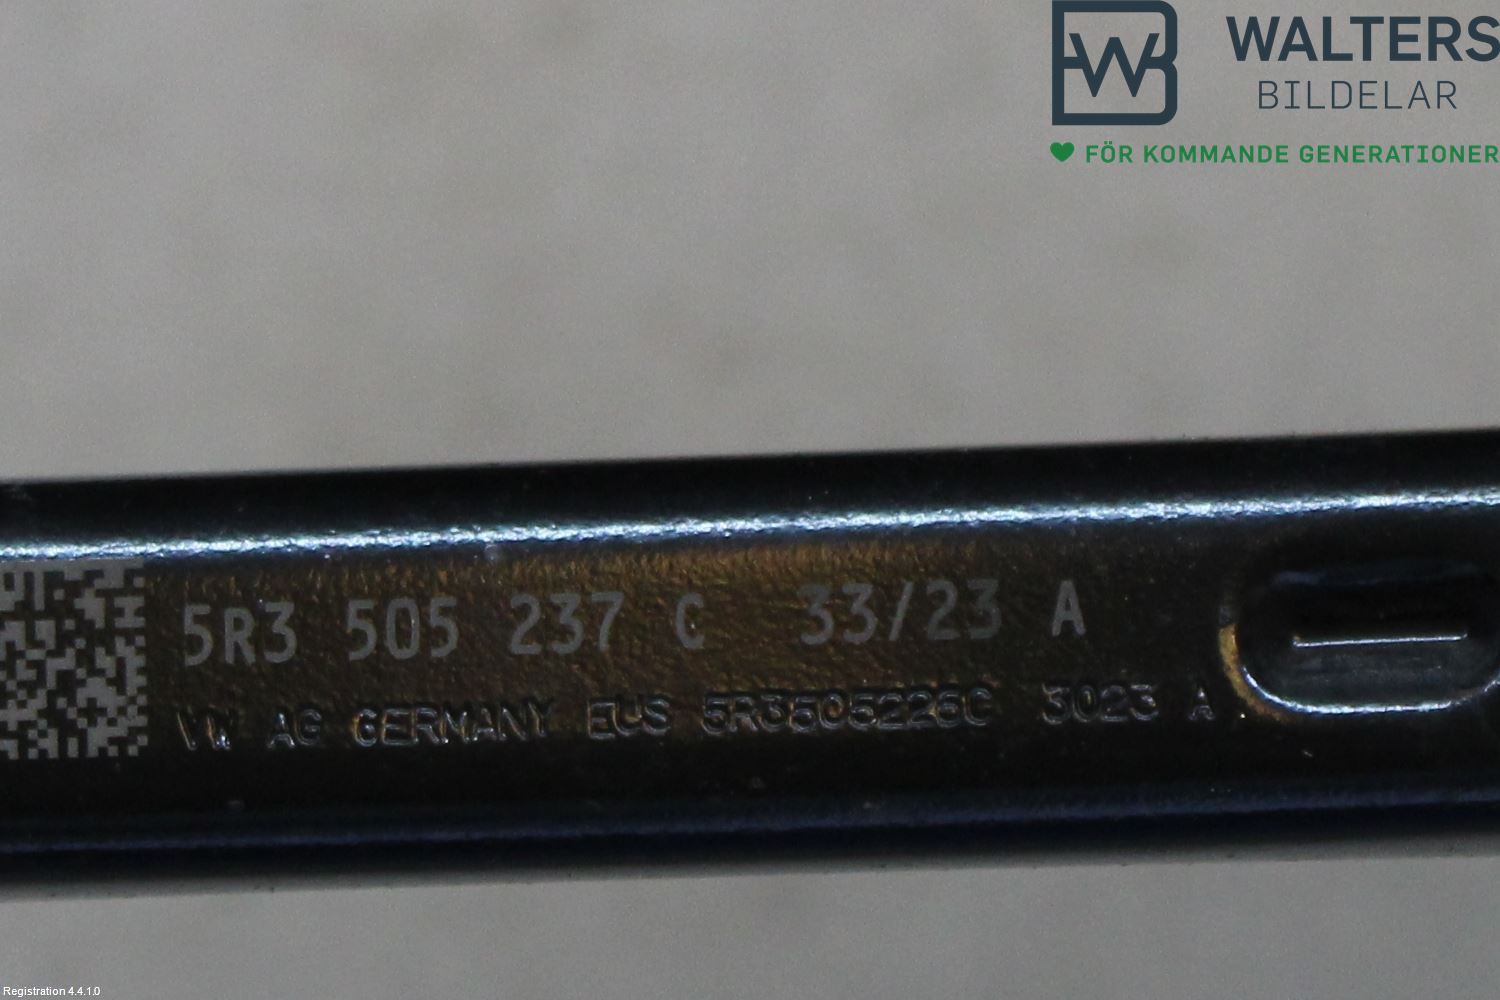 WALTERS
BILDELAR
FÖR KOMMANDE GENERATIONER
5R3 505 237 C 33/23 A
VW AG GERMANY EUS 5R3505226C 3023 A
Registration 4.4.1.0